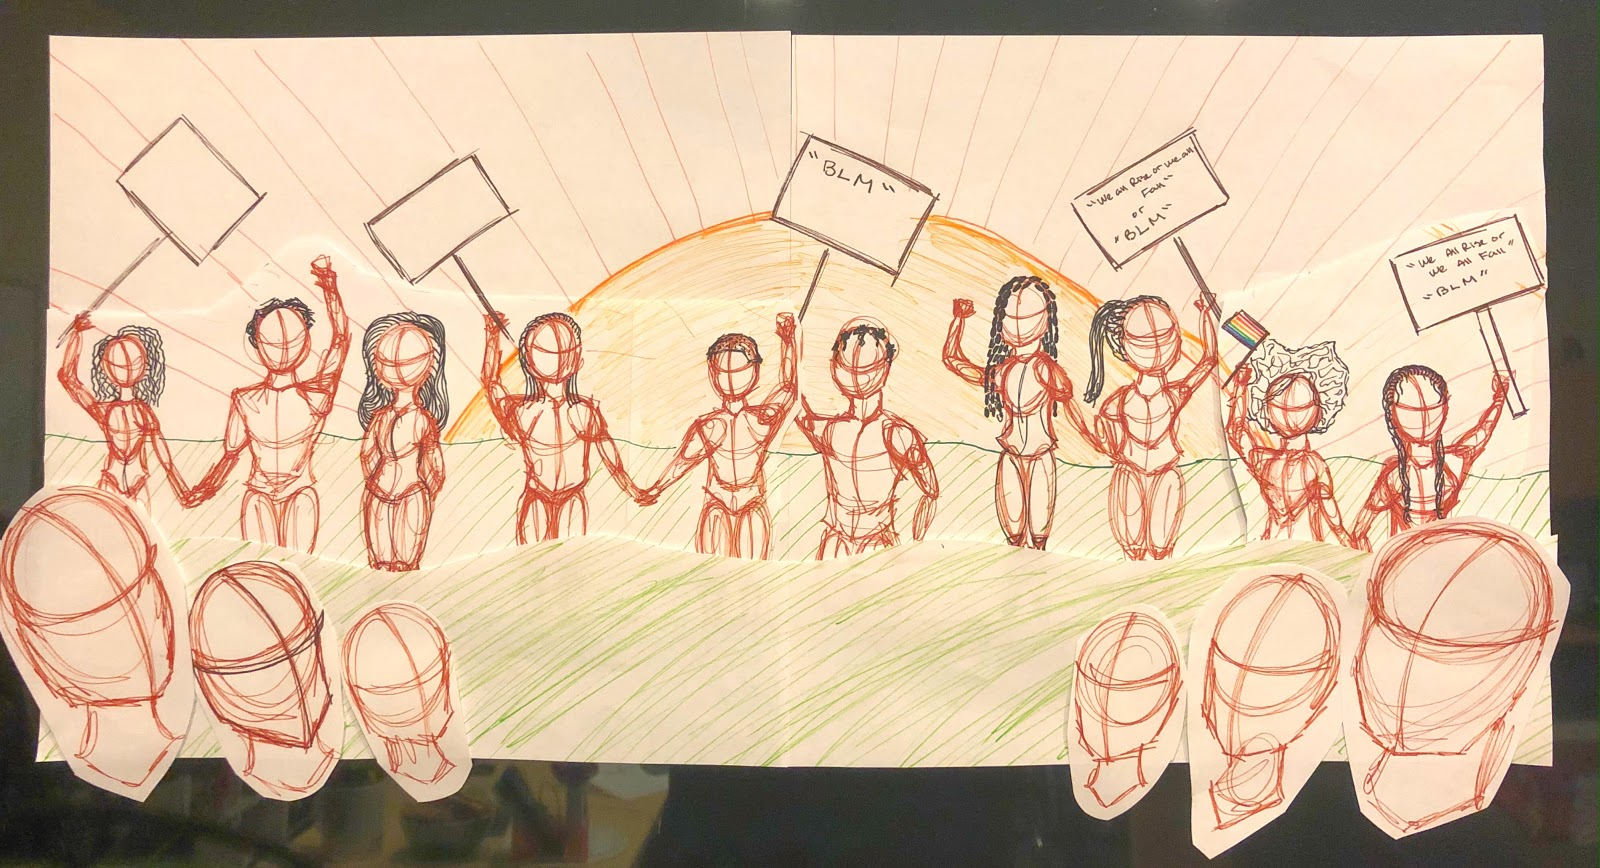 "BLM"
"We all Rise or we all
Fall"
or
"BLM"
"We All Rise or
We All Fall"
"BLM"